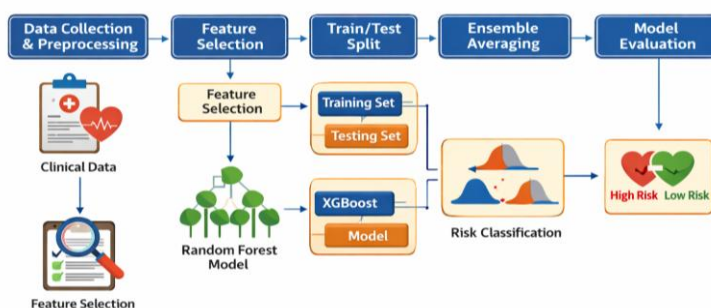 Data Collection
& Preprocessing
Feature
Selection
Train/Test
Split
Ensemble
Averaging
Model
Evaluation
Clinical Data
Feature Selection
Feature
Selection
Random Forest
Model
Training Set
Testing Set
XGBoost
Model
Risk Classification
High Risk
Low Risk